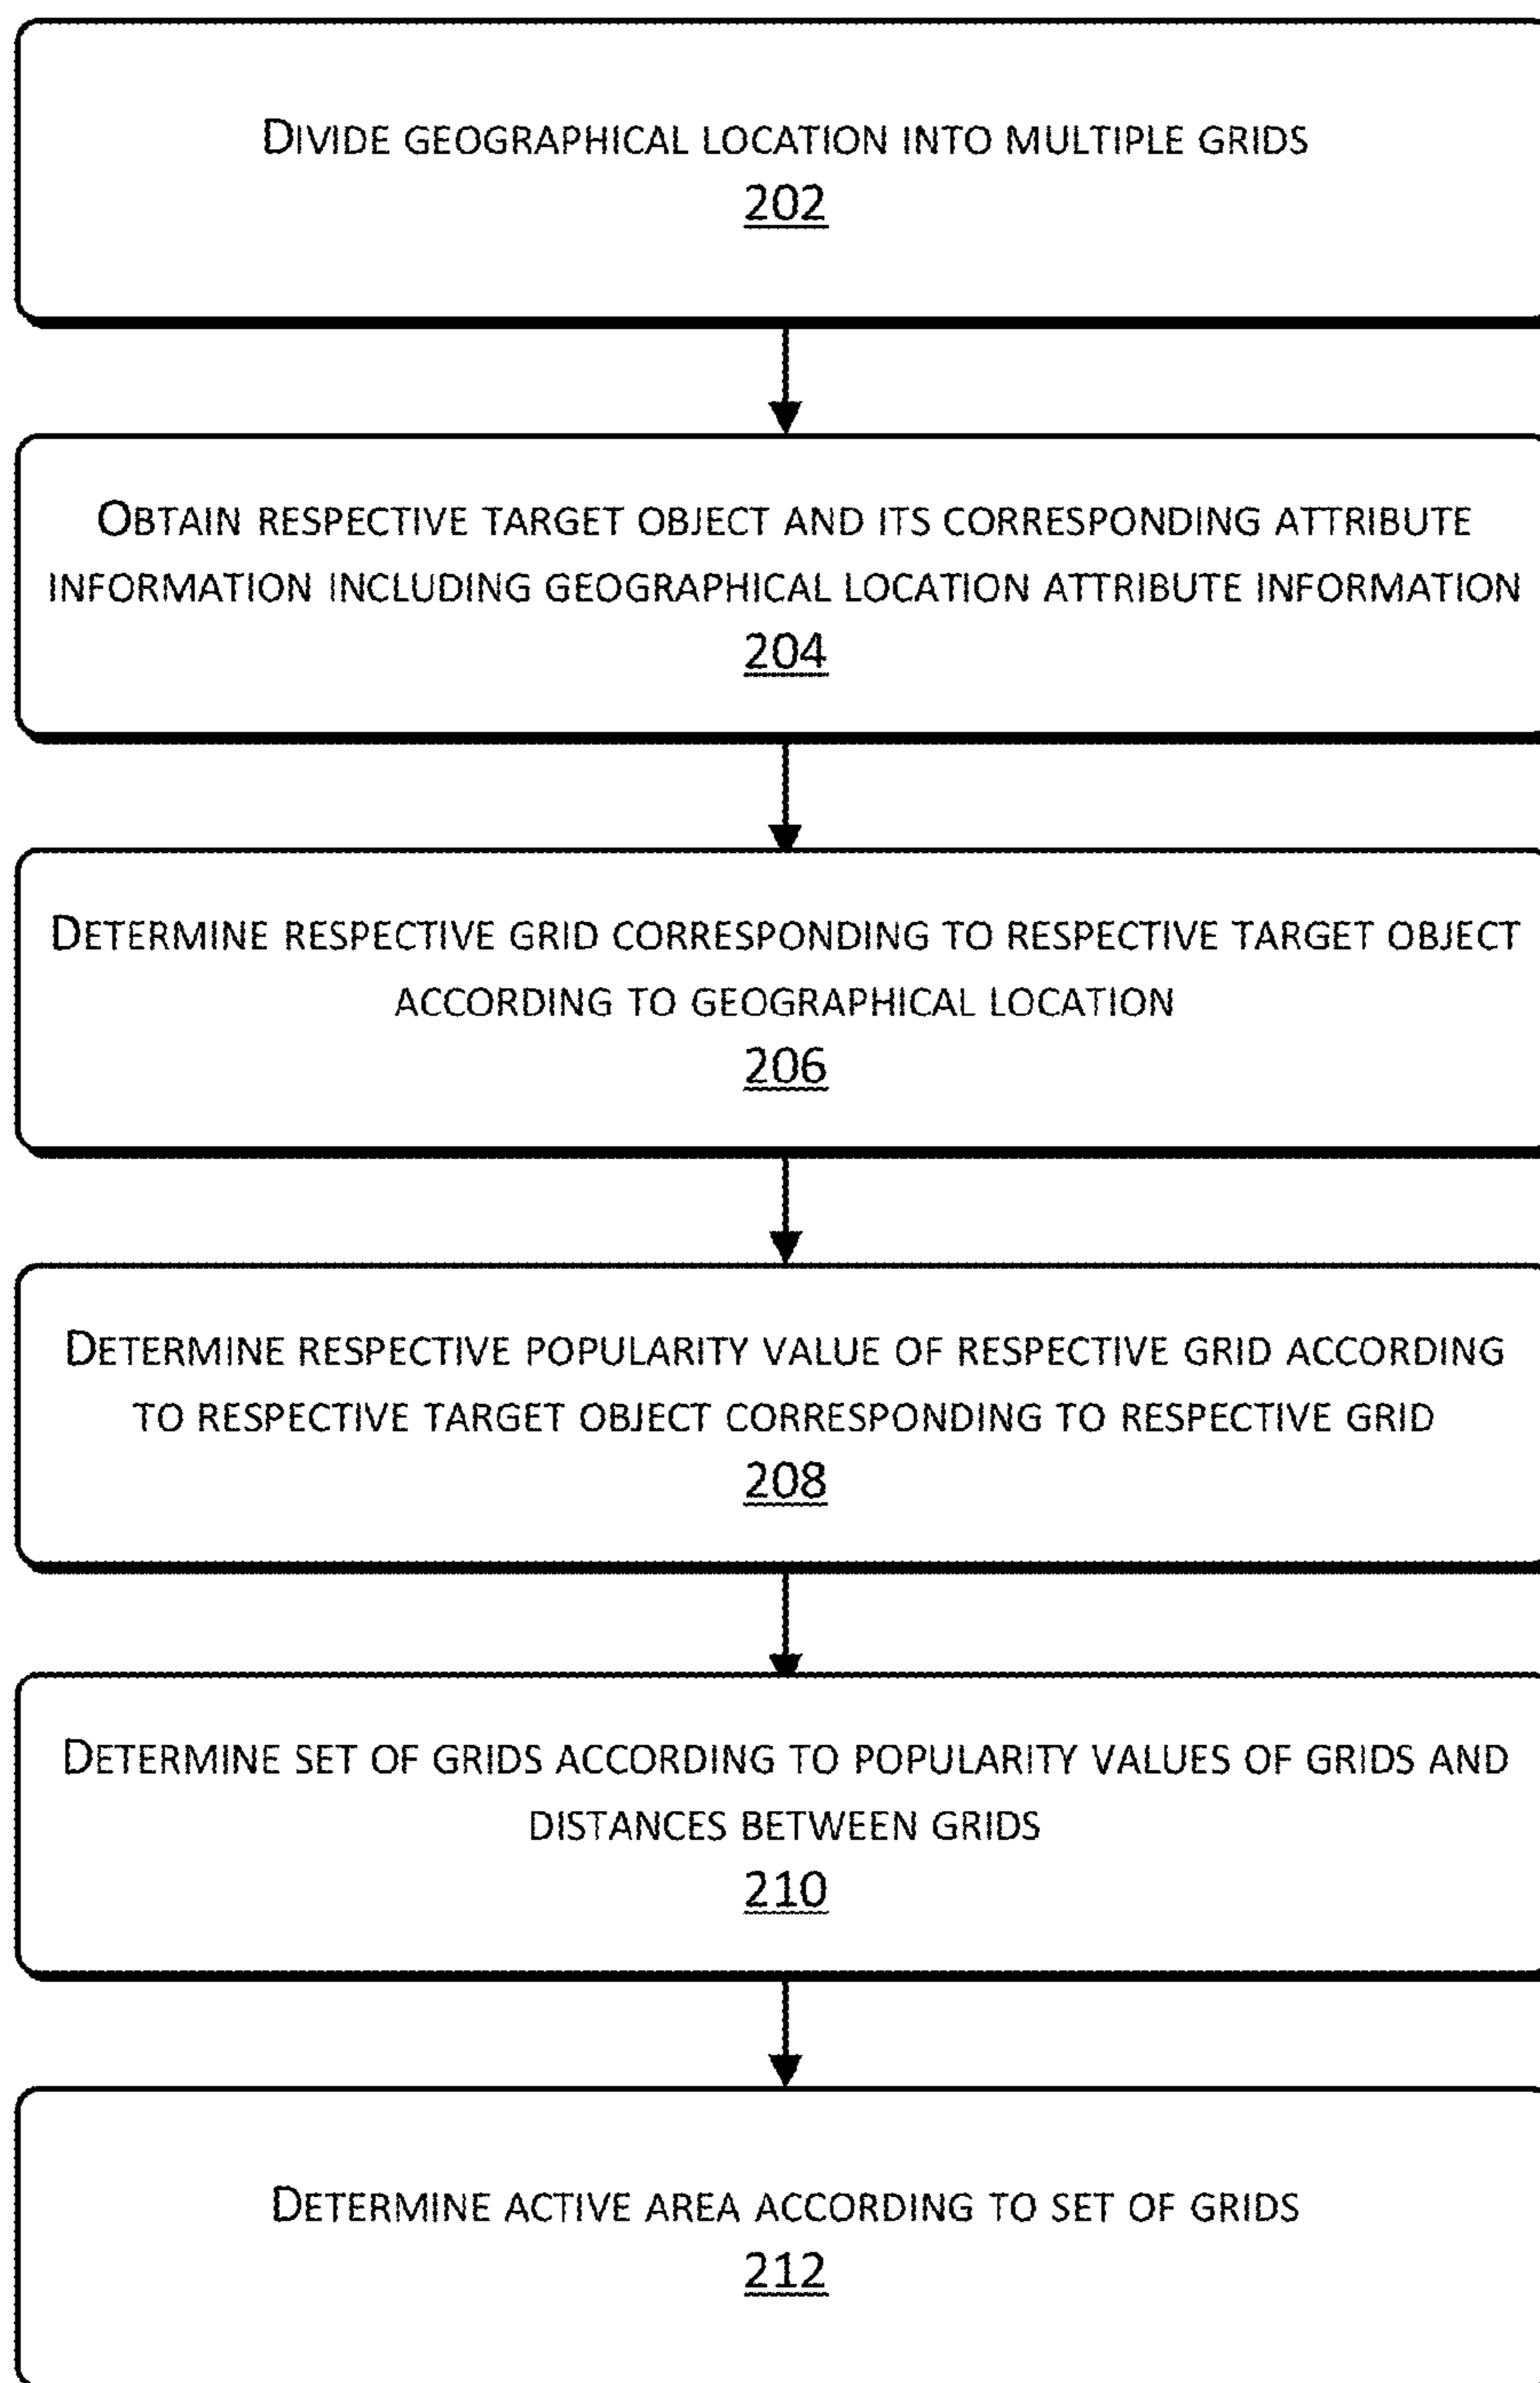 DIVIDE GEOGRAPHICAL LOCATION INTO MULTIPLE GRIDS
202
OBTAIN RESPECTIVE TARGET OBJECT AND ITS CORRESPONDING ATTRIBUTE
INFORMATION INCLUDING GEOGRAPHICAL LOCATION ATTRIBUTE INFORMATION
204
DETERMINE RESPECTIVE GRID CORRESPONDING TO RESPECTIVE TARGET OBJECT
ACCORDING TO GEOGRAPHICAL LOCATION
206
DETERMINE RESPECTIVE POPULARITY VALUE OF RESPECTIVE GRID ACCORDING
TO RESPECTIVE TARGET OBJECT CORRESPONDING TO RESPECTIVE GRID
208
DETERMINE SET OF GRIDS ACCORDING TO POPULARITY VALUES OF GRIDS AND
DISTANCES BETWEEN GRIDS
210
DETERMINE ACTIVE AREA ACCORDING TO SET OF GRIDS
212